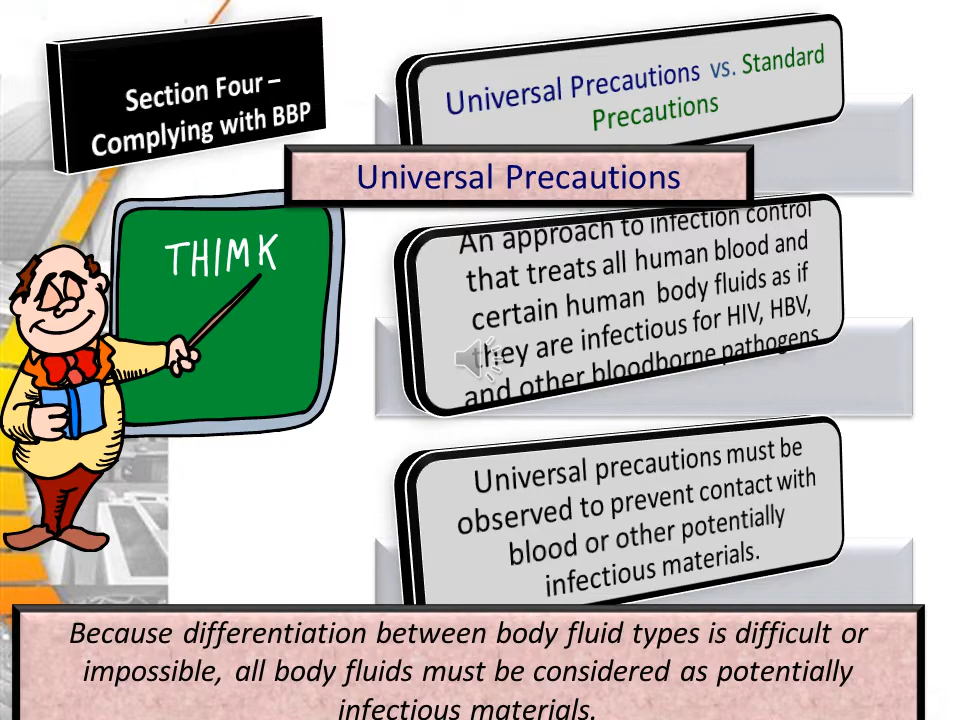 Section Four –
Complying with BBP
Universal Precautions vs. Standard
Precautions
Universal Precautions
THIMK
An approach to infection control
that treats all human blood and
certain human body fluids as if
they are infectious for HIV, HBV,
and other bloodborne pathogens
Universal precautions must be
observed to prevent contact with
blood or other potentially
infectious materials.
Because differentiation between body fluid types is difficult or
impossible, all body fluids must be considered as potentially
infectious materials.